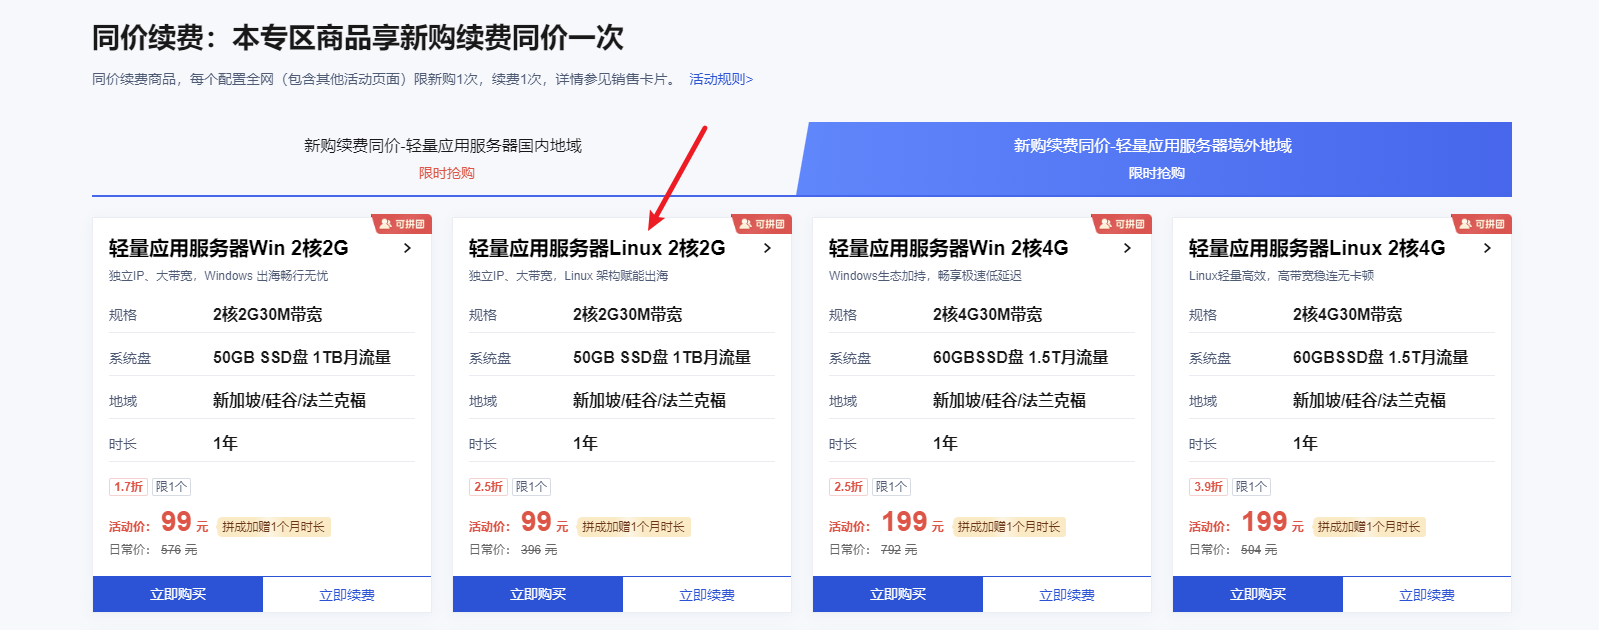 同价续费：本专区商品享新购续费同价一次
同价续费商品，每个配置全网（包含其他活动页面）限新购1次，续费1次，详情参见销售卡片。 活动规则>
新购续费同价-轻量应用服务器国内地域
限时抢购
新购续费同价-轻量应用服务器境外地域
限时抢购
可拼团
轻量应用服务器Win 2核2G
独立IP、大带宽，Windows 出海畅行无忧
规格 2核2G30M带宽
系统盘 50GB SSD盘 1TB月流量
地域 新加坡/硅谷/法兰克福
时长 1年
1.7折 限1个
活动价： 99 元 拼成加赠1个月时长
日常价： 576 元
立即购买 立即续费
可拼团
轻量应用服务器Linux 2核2G
独立IP、大带宽，Linux 架构赋能出海
规格 2核2G30M带宽
系统盘 50GB SSD盘 1TB月流量
地域 新加坡/硅谷/法兰克福
时长 1年
2.5折 限1个
活动价： 99 元 拼成加赠1个月时长
日常价： 396 元
立即购买 立即续费
可拼团
轻量应用服务器Win 2核4G
Windows生态加持，畅享极速低延迟
规格 2核4G30M带宽
系统盘 60GBSSD盘 1.5T月流量
地域 新加坡/硅谷/法兰克福
时长 1年
2.5折 限1个
活动价： 199 元 拼成加赠1个月时长
日常价： 792 元
立即购买 立即续费
可拼团
轻量应用服务器Linux 2核4G
Linux轻量高效，高带宽稳连无卡顿
规格 2核4G30M带宽
系统盘 60GBSSD盘 1.5T月流量
地域 新加坡/硅谷/法兰克福
时长 1年
3.9折 限1个
活动价： 199 元 拼成加赠1个月时长
日常价： 504 元
立即购买 立即续费